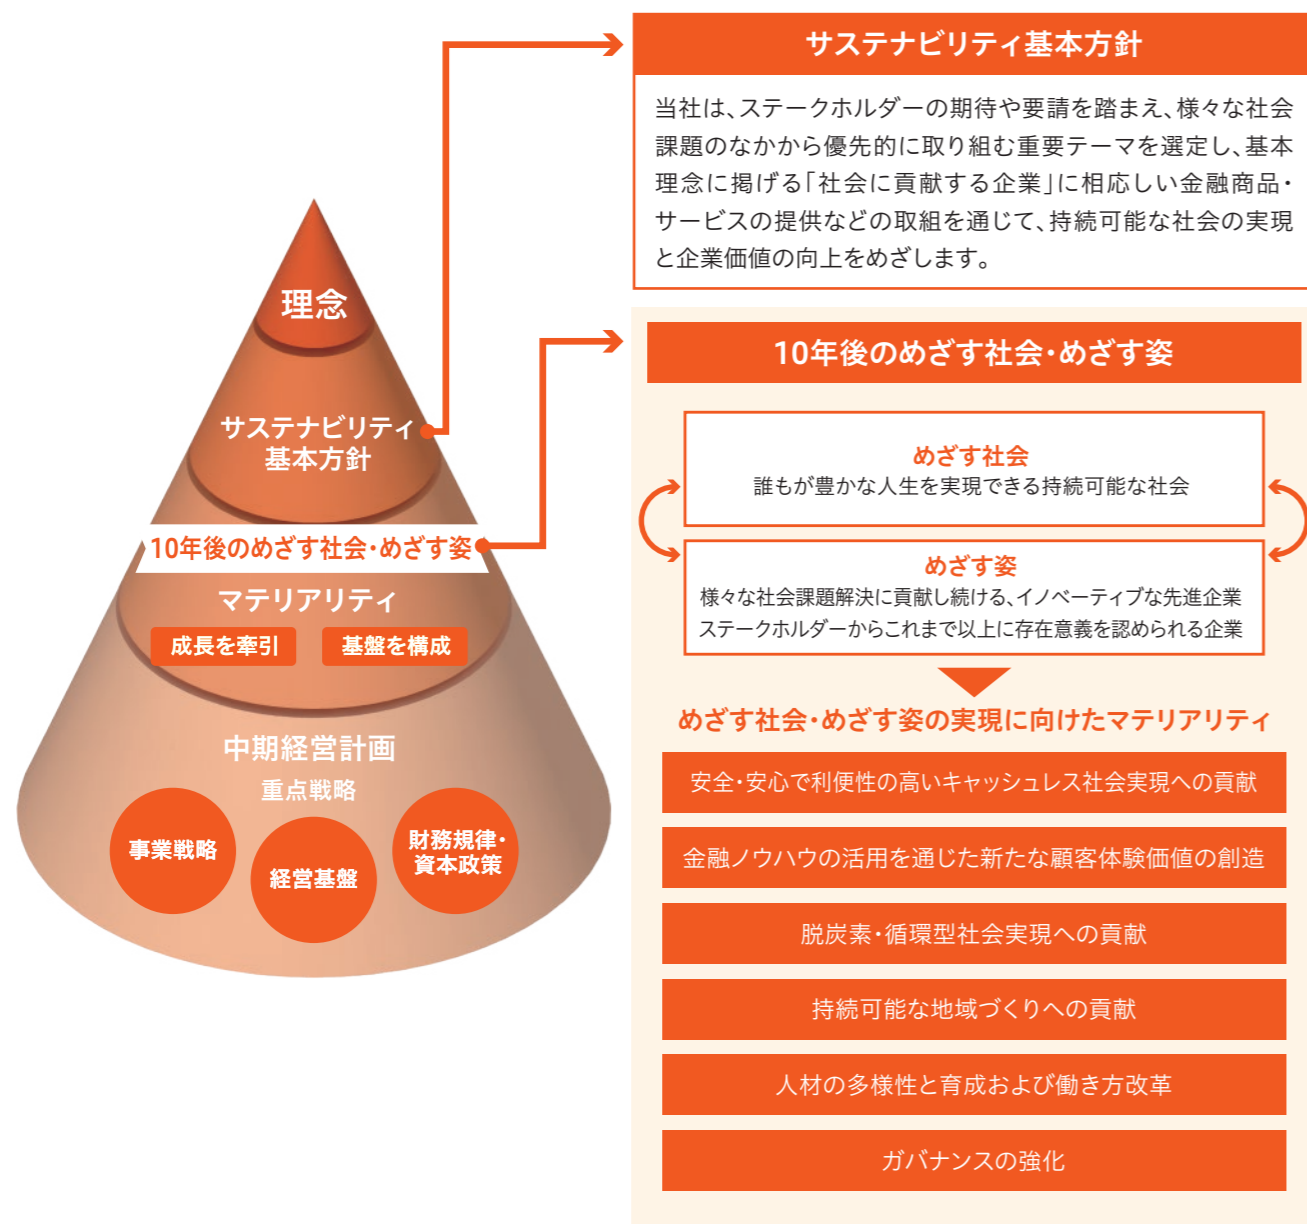 サステナビリティ基本方針
当社は、ステークホルダーの期待や要請を踏まえ、様々な社会
課題のなかから優先的に取り組む重要テーマを選定し、基本
理念に掲げる「社会に貢献する企業」に相応しい金融商品・
サービスの提供などの取組を通じて、持続可能な社会の実現
と企業価値の向上をめざします。
理念
サステナビリティ
基本方針
10年後のめざす社会・めざす姿
マテリアリティ
成長を牽引
基盤を構成
中期経営計画
重点戦略
事業戦略
経営基盤
財務規律・
資本政策
10年後のめざす社会・めざす姿
めざす社会
誰もが豊かな人生を実現できる持続可能な社会
めざす姿
様々な社会課題解決に貢献し続ける、イノベーティブな先進企業
ステークホルダーからこれまで以上に存在意義を認められる企業
めざす社会・めざす姿の実現に向けたマテリアリティ
安全・安心で利便性の高いキャッシュレス社会実現への貢献
金融ノウハウの活用を通じた新たな顧客体験価値の創造
脱炭素・循環型社会実現への貢献
持続可能な地域づくりへの貢献
人材の多様性と育成および働き方改革
ガバナンスの強化